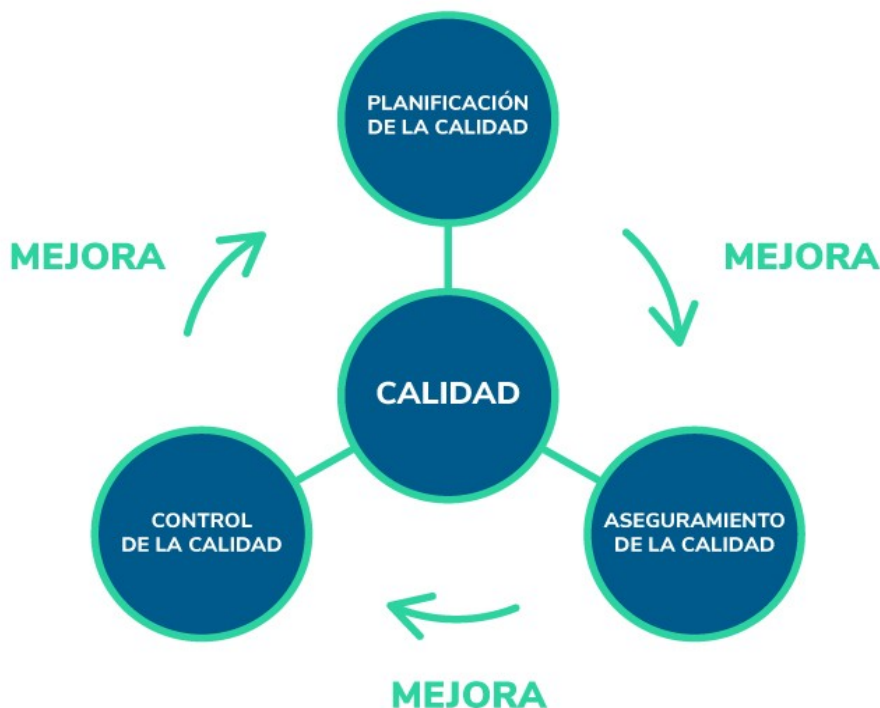 PLANIFICACIÓN
DE LA CALIDAD
MEJORA
MEJORA
CALIDAD
CONTROL
DE LA CALIDAD
ASEGURAMIENTO
DE LA CALIDAD
MEJORA